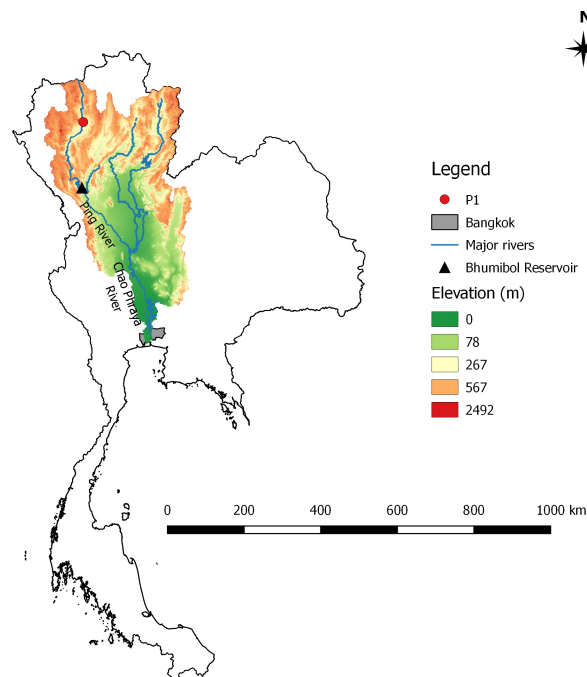 N
Ping River
Chao Phraya
River
Legend
P1
Bangkok
Major rivers
Bhumibol Reservoir
Elevation (m)
0
78
267
567
2492
0 200 400 600 800 1000 km